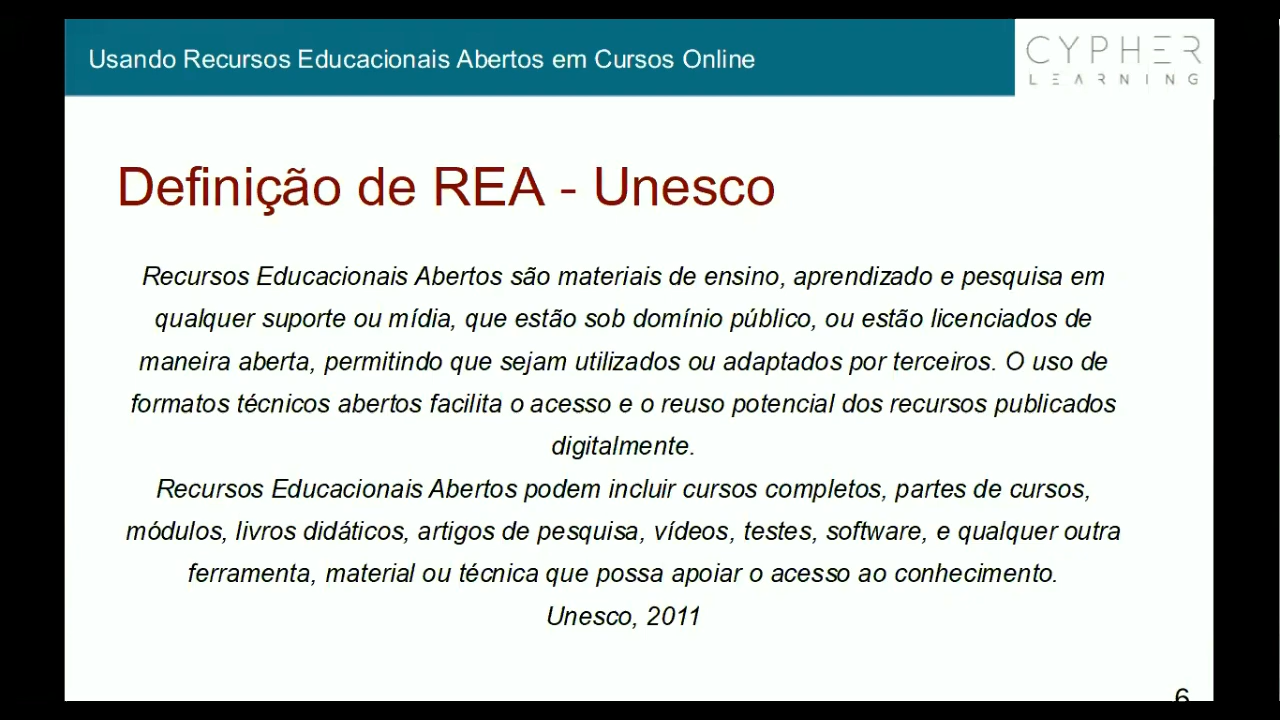 Usando Recursos Educacionais Abertos em Cursos Online
CYPHER
LEARNING
Definição de REA - Unesco
Recursos Educacionais Abertos são materiais de ensino, aprendizado e pesquisa em
qualquer suporte ou mídia, que estão sob domínio público, ou estão licenciados de
maneira aberta, permitindo que sejam utilizados ou adaptados por terceiros. O uso de
formatos técnicos abertos facilita o acesso e o reuso potencial dos recursos publicados
digitalmente.
Recursos Educacionais Abertos podem incluir cursos completos, partes de cursos,
módulos, livros didáticos, artigos de pesquisa, vídeos, testes, software, e qualquer outra
ferramenta, material ou técnica que possa apoiar o acesso ao conhecimento.
Unesco, 2011
6